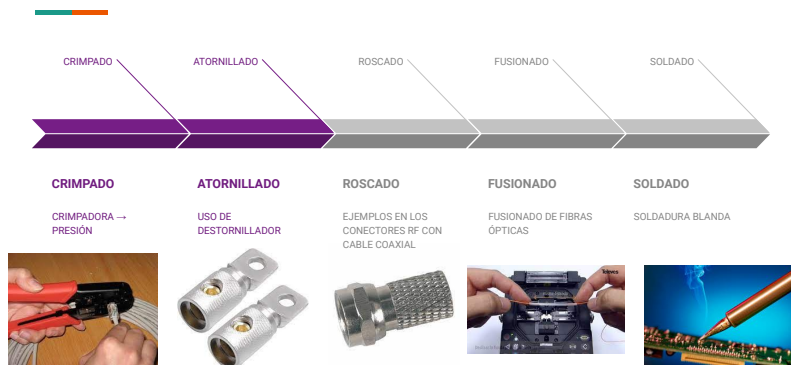 CRIMPADO
ATORNILLADO
ROSCADO
FUSIONADO
SOLDADO
CRIMPADO
CRIMPADORA →
PRESIÓN
ATORNILLADO
USO DE
DESTORNILLADOR
ROSCADO
EJEMPLOS EN LOS
CONECTORES RF CON
CABLE COAXIAL
FUSIONADO
FUSIONADO DE FIBRAS
ÓPTICAS
SOLDADO
SOLDADURA BLANDA
Televes